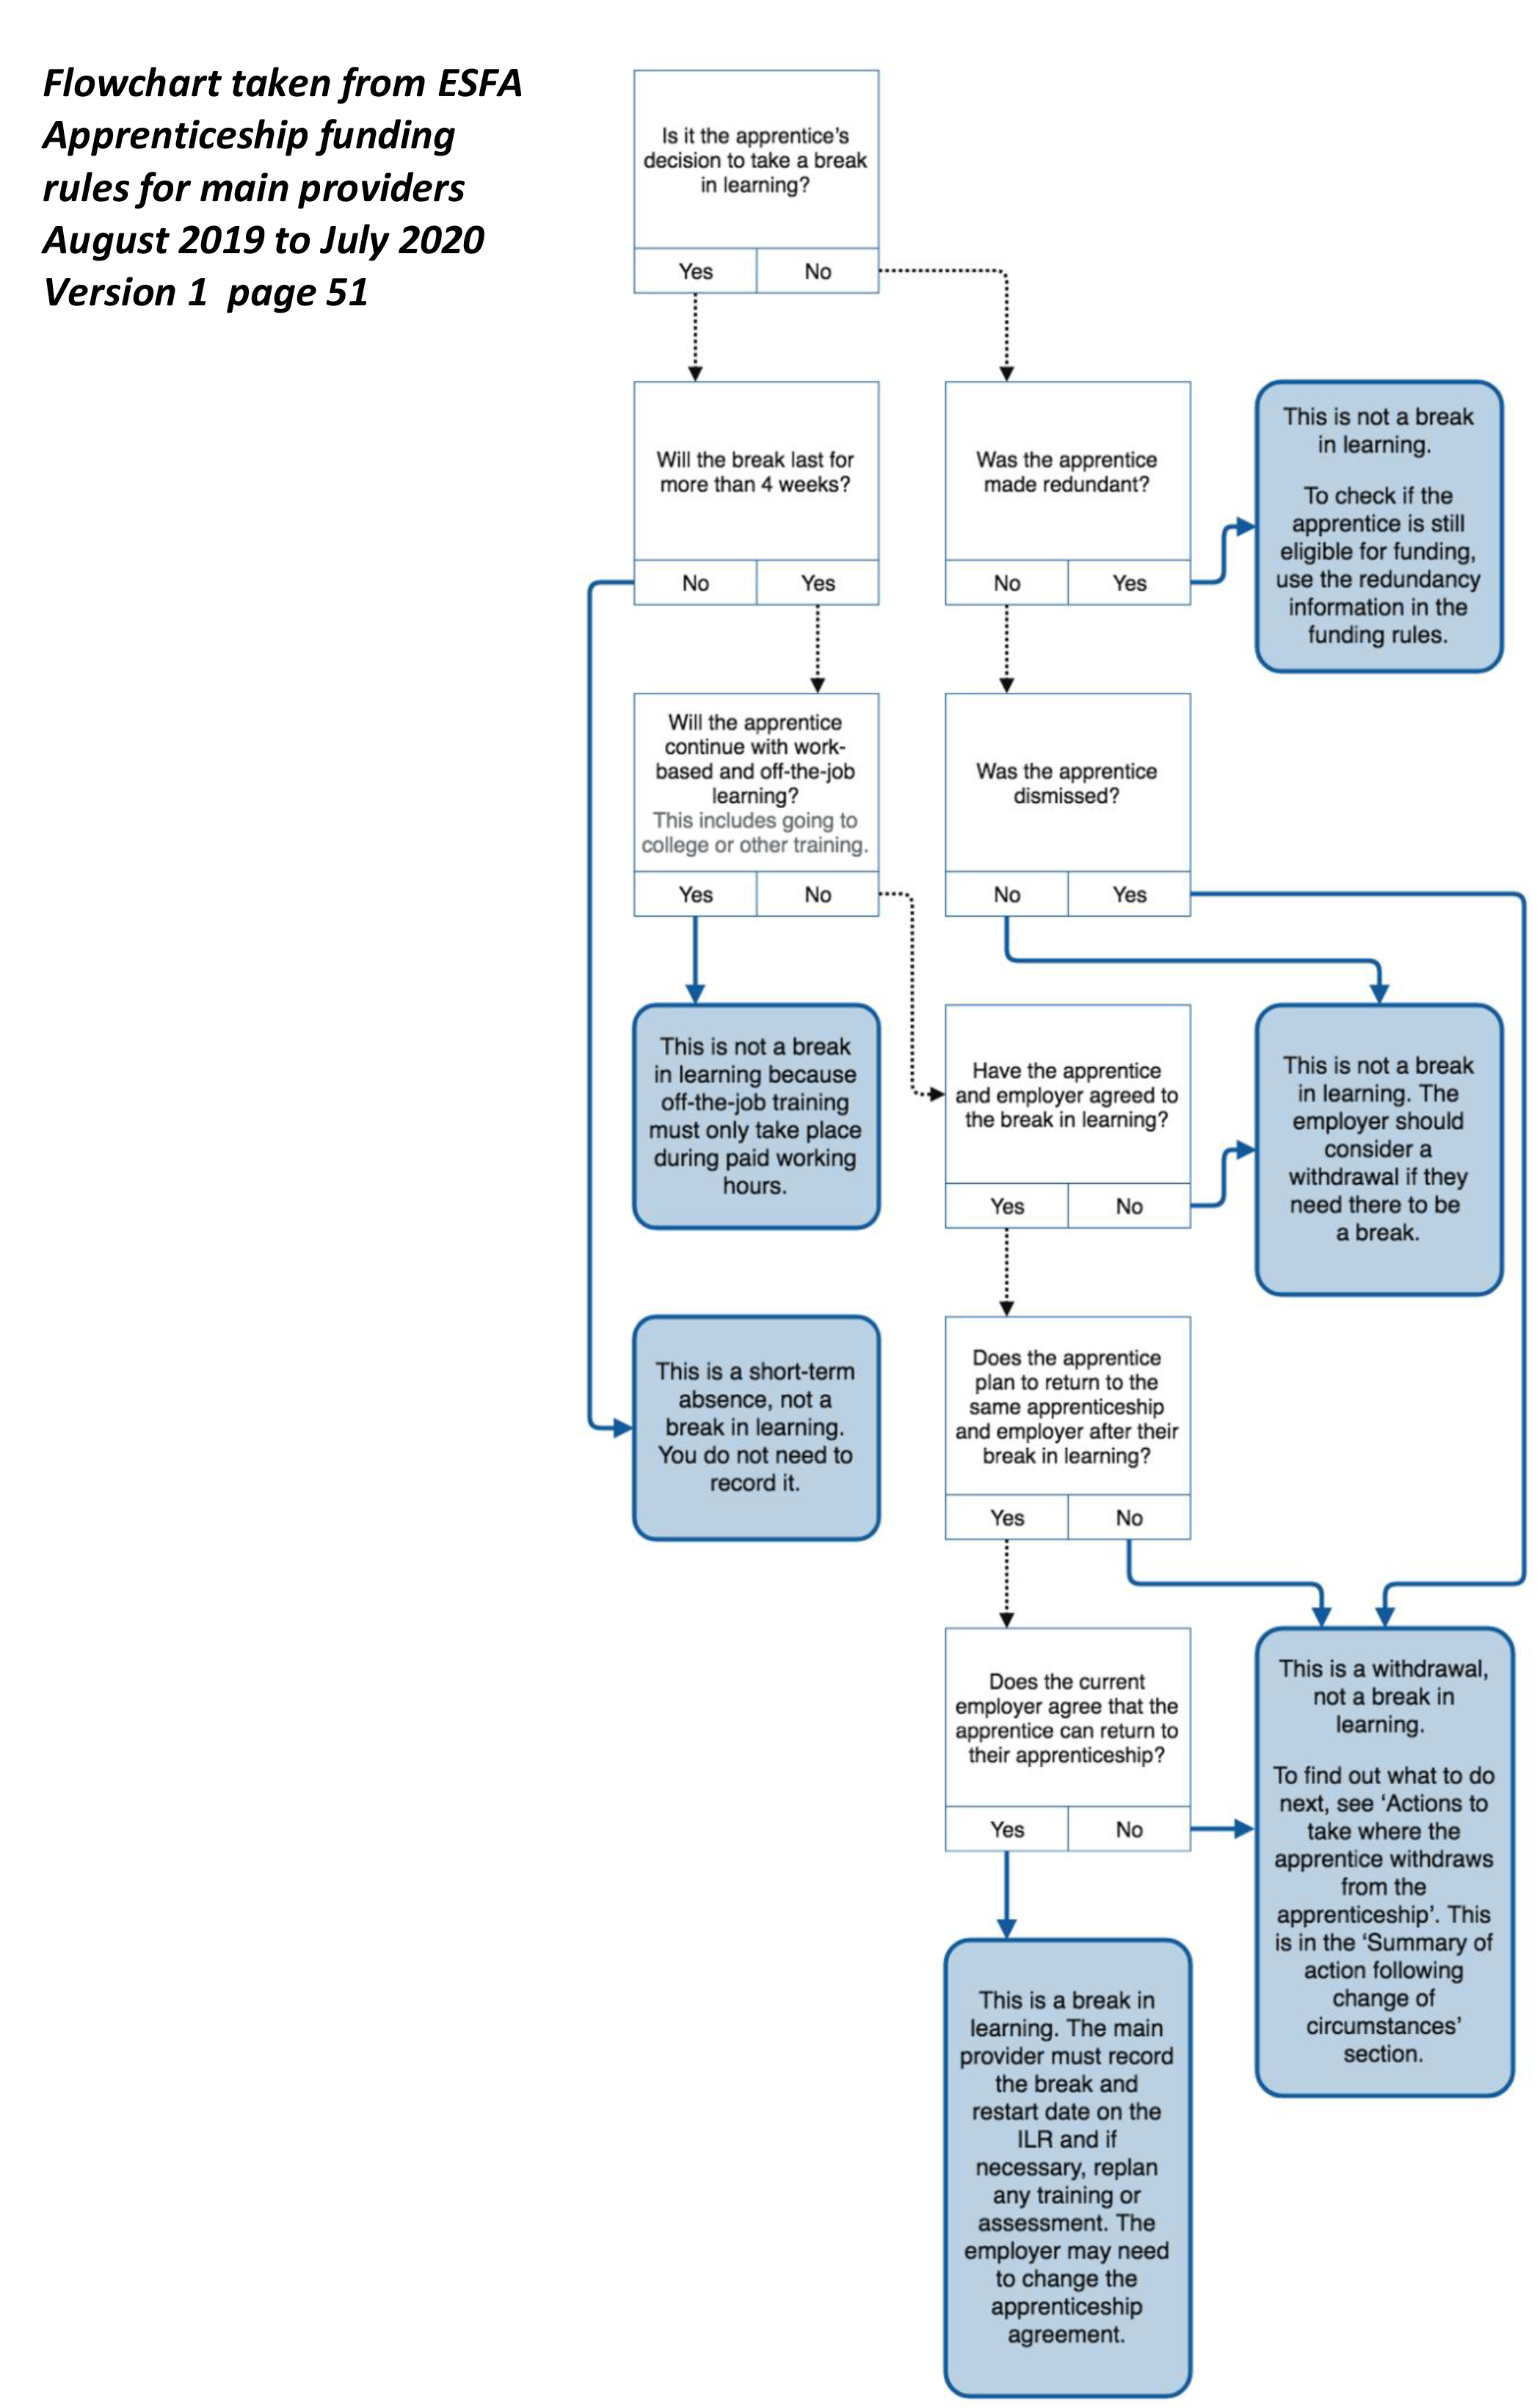 Flowchart taken from ESFA
Apprenticeship funding
rules for main providers
August 2019 to July 2020
Version 1  page 51
Is it the apprentice’s
decision to take a break
in learning?
Yes
No
Will the break last for
more than 4 weeks?
No
Yes
Was the apprentice
made redundant?
No
Yes
This is not a break
in learning.
To check if the
apprentice is still
eligible for funding,
use the redundancy
information in the
funding rules.
Will the apprentice
continue with work-
based and off-the-job
learning?
This includes going to
college or other training.
Yes
No
Was the apprentice
dismissed?
No
Yes
This is not a break
in learning because
off-the-job training
must only take place
during paid working
hours.
Have the apprentice
and employer agreed to
the break in learning?
Yes
No
This is not a break
in learning. The
employer should
consider a
withdrawal if they
need there to be
a break.
This is a short-term
absence, not a
break in learning.
You do not need to
record it.
Does the apprentice
plan to return to the
same apprenticeship
and employer after their
break in learning?
Yes
No
Does the current
employer agree that the
apprentice can return to
their apprenticeship?
Yes
No
This is a withdrawal,
not a break in
learning.
To find out what to do
next, see ‘Actions to
take where the
apprentice withdraws
from the
apprenticeship’. This
is in the ‘Summary of
action following
change of
circumstances’
section.
This is a break in
learning. The main
provider must record
the break and
restart date on the
ILR and if
necessary, replan
any training or
assessment. The
employer may need
to change the
apprenticeship
agreement.